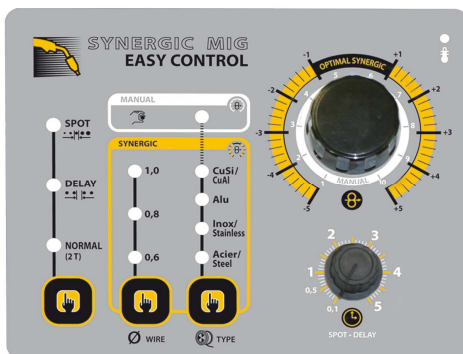 SYNERGIC MIG
EASY CONTROL
MANUAL
SYNERGIC
SPOT
DELAY
NORMAL
(2 T)
1,0
0,8
0,6
CuSi/
CuAl
Alu
Inox/
Stainless
Acier/
Steel
Ø WIRE
TYPE
OPTIMAL SYNERGIC
-1
+1
-2
+2
-3
+3
-4
+4
-5
+5
1
2
3
4
5
6
7
8
9
10
MANUAL
0,1
0,5
1
2
3
4
5
SPOT - DELAY